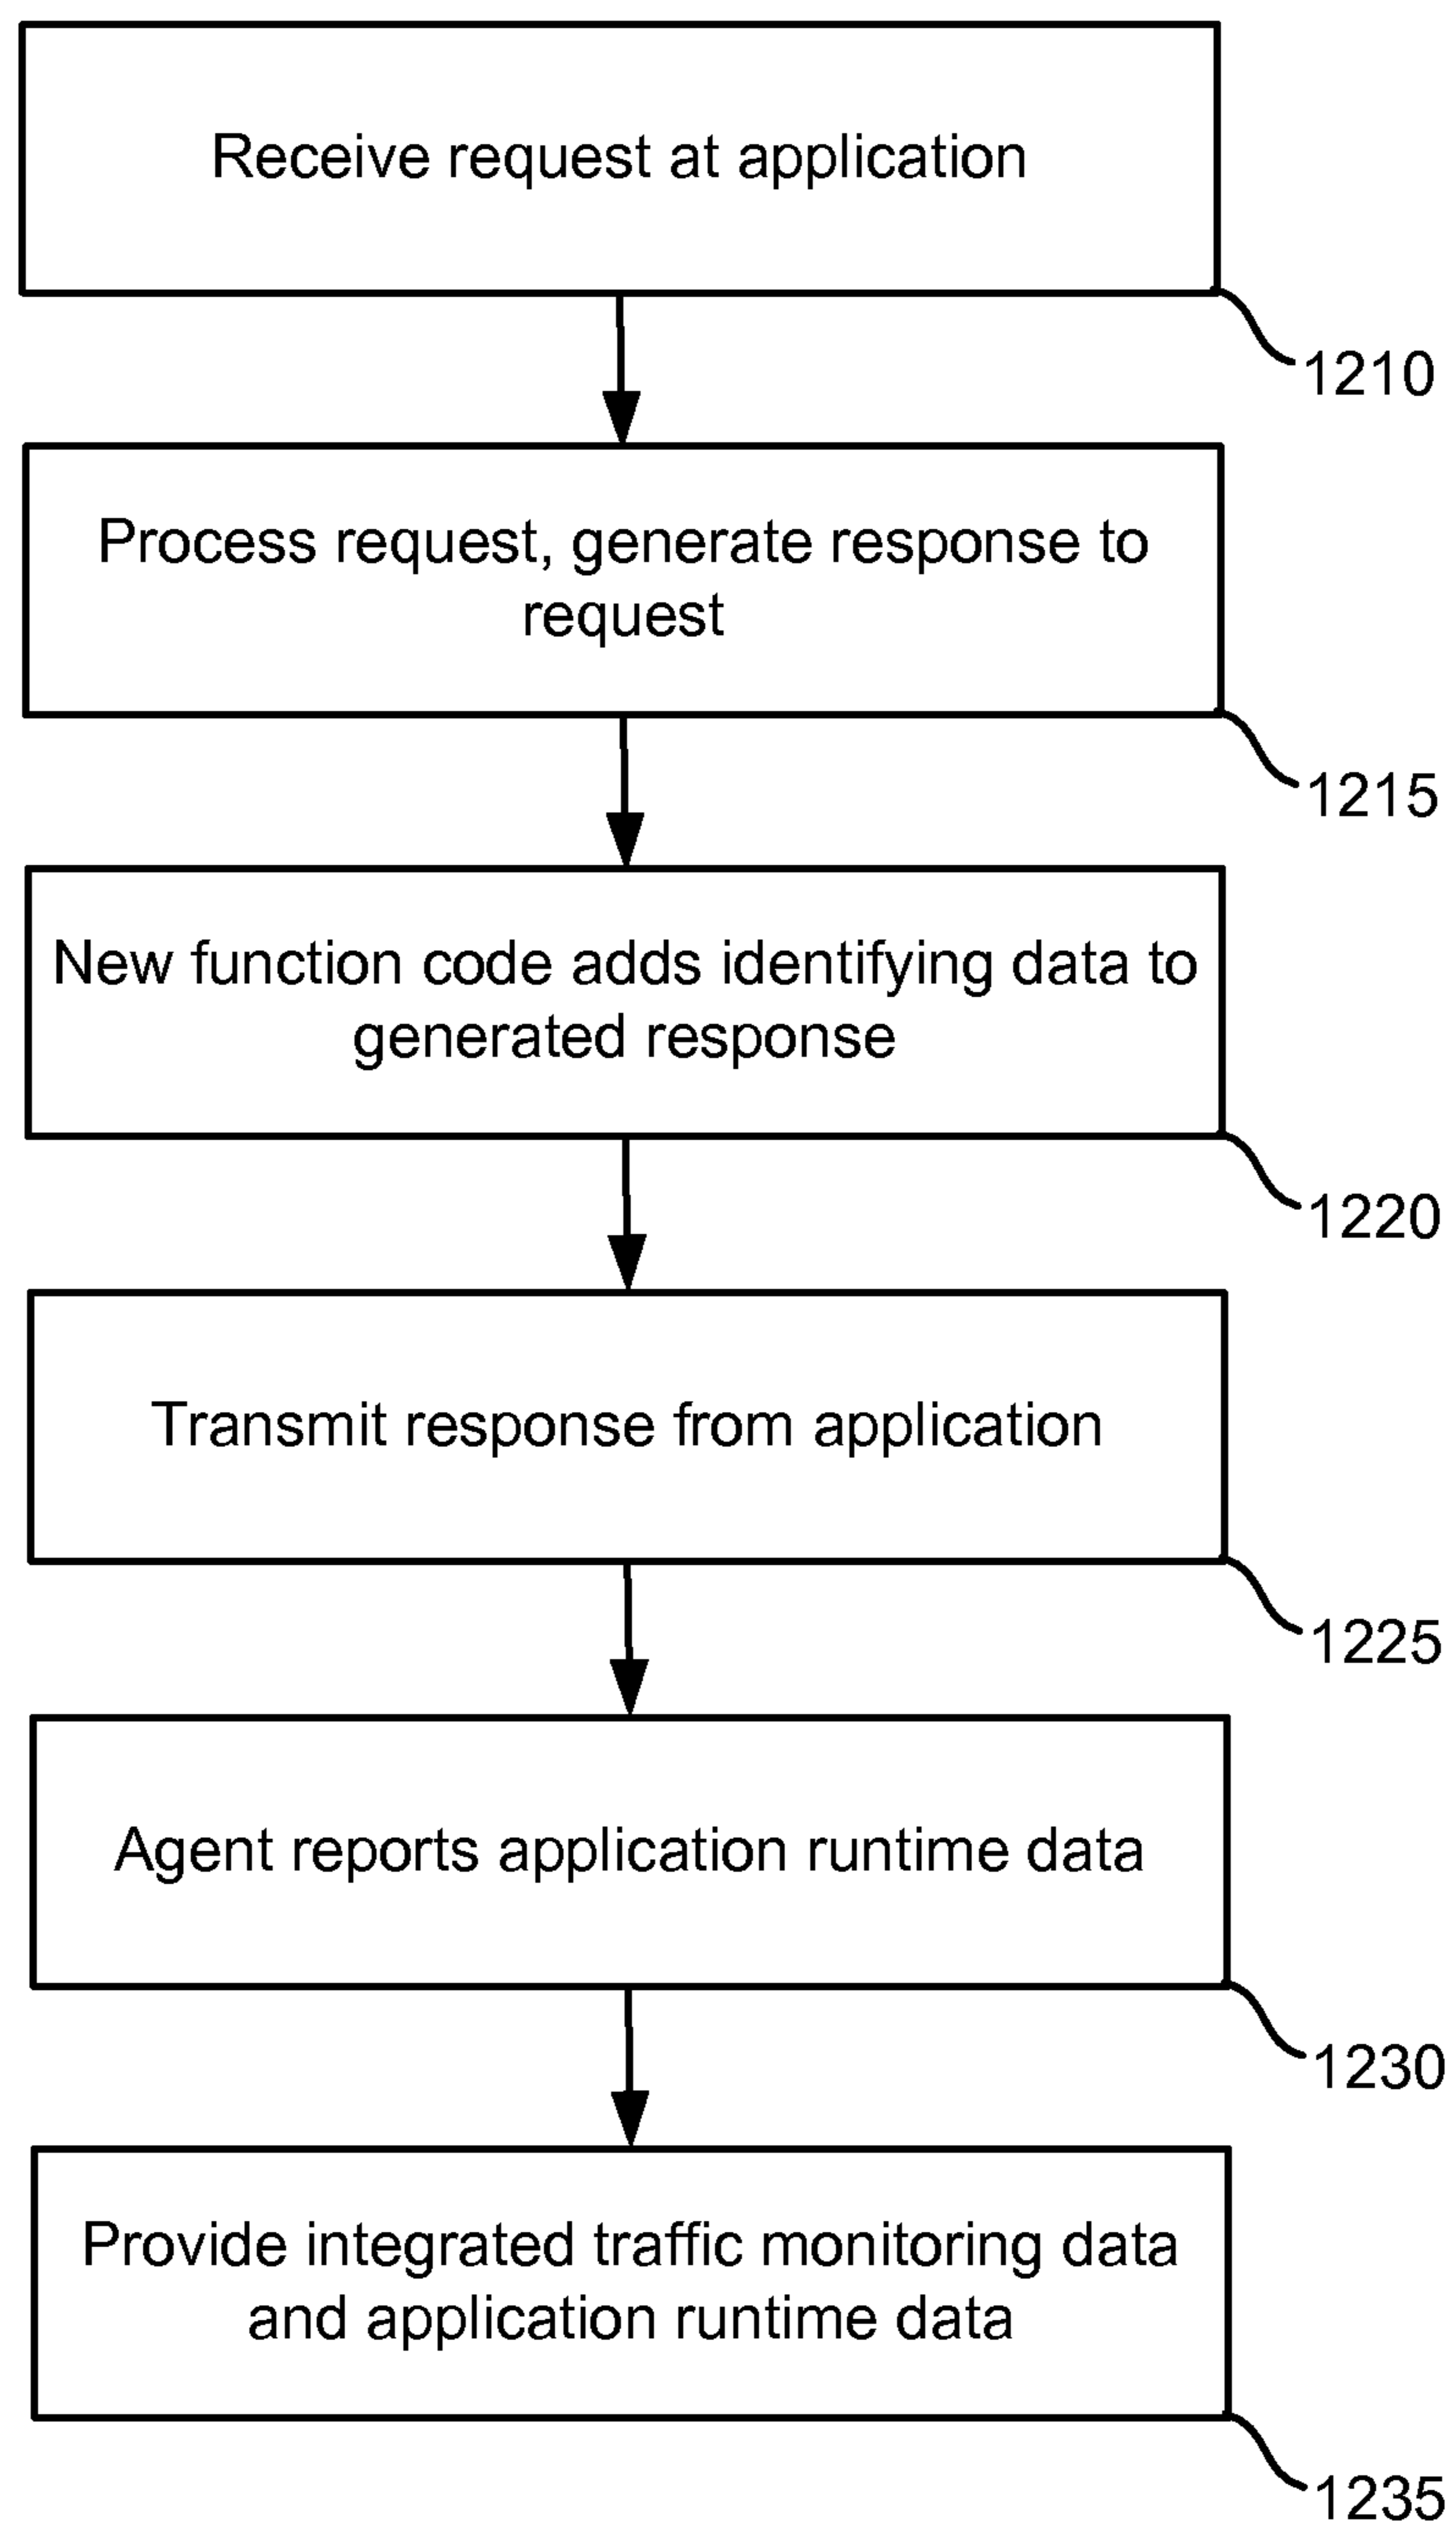 Receive request at application
1210
Process request, generate response to
request
1215
New function code adds identifying data to
generated response
1220
Transmit response from application
1225
Agent reports application runtime data
1230
Provide integrated traffic monitoring data
and application runtime data
1235